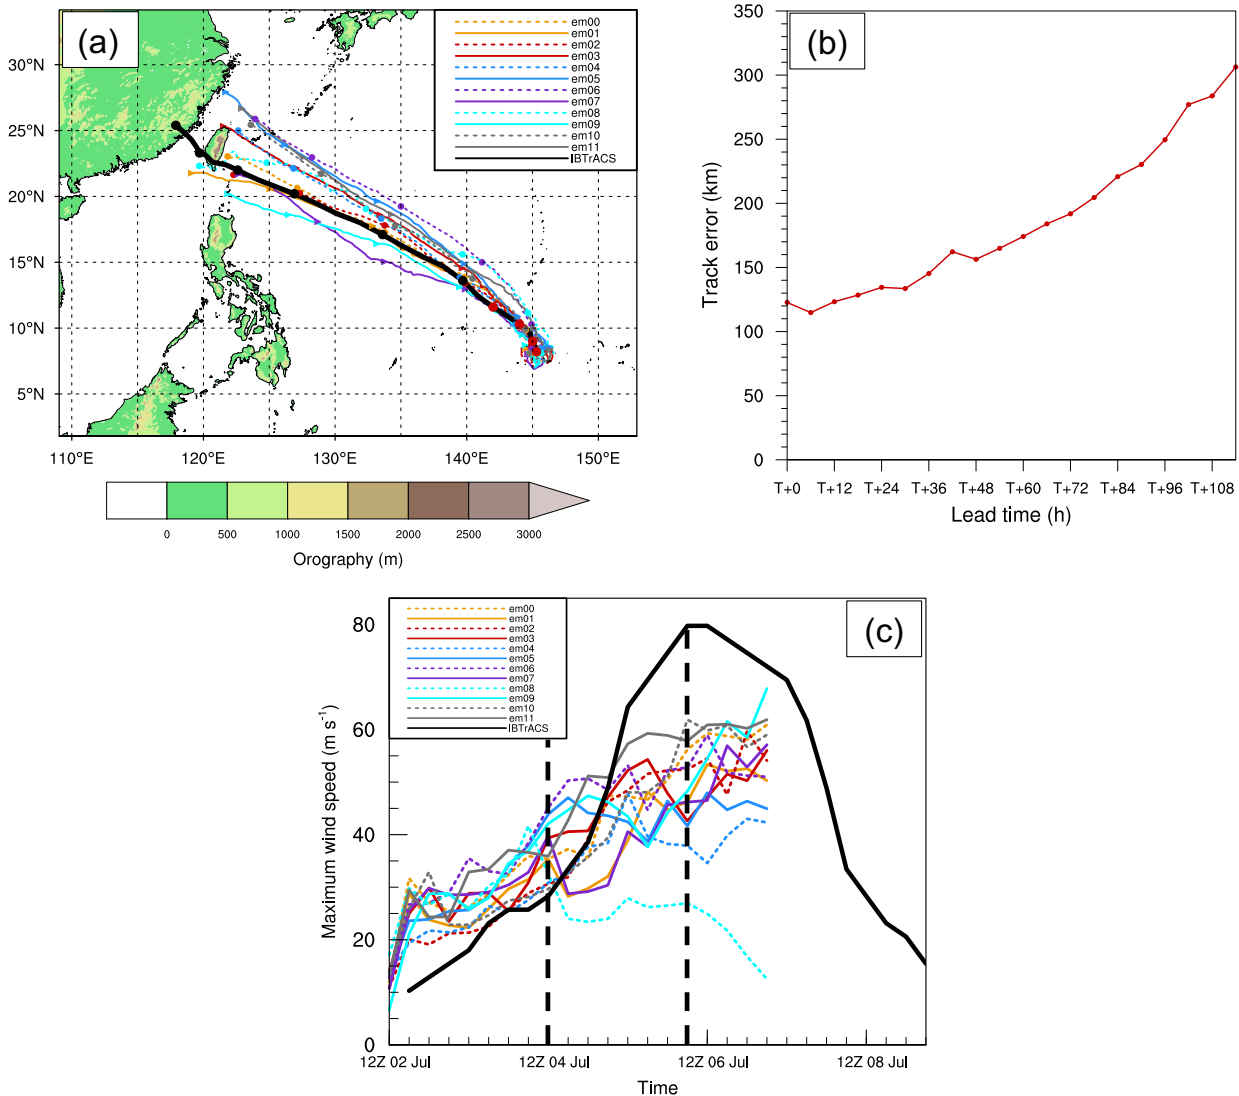 (a)
em00
em01
em02
em03
em04
em05
em06
em07
em08
em09
em10
em11
IBTrACS
30°N
25°N
20°N
15°N
10°N
5°N
110°E 120°E 130°E 140°E 150°E
0 500 1000 1500 2000 2500 3000
Orography (m)
(b)
350
300
250
200
150
100
50
0
Track error (km)
T+0 T+12 T+24 T+36 T+48 T+60 T+72 T+84 T+96 T+108
Lead time (h)
(c)
em00
em01
em02
em03
em04
em05
em06
em07
em08
em09
em10
em11
IBTrACS
80
60
40
20
0
Maximum wind speed (m s⁻¹)
12Z 02 Jul 12Z 04 Jul 12Z 06 Jul 12Z 08 Jul
Time